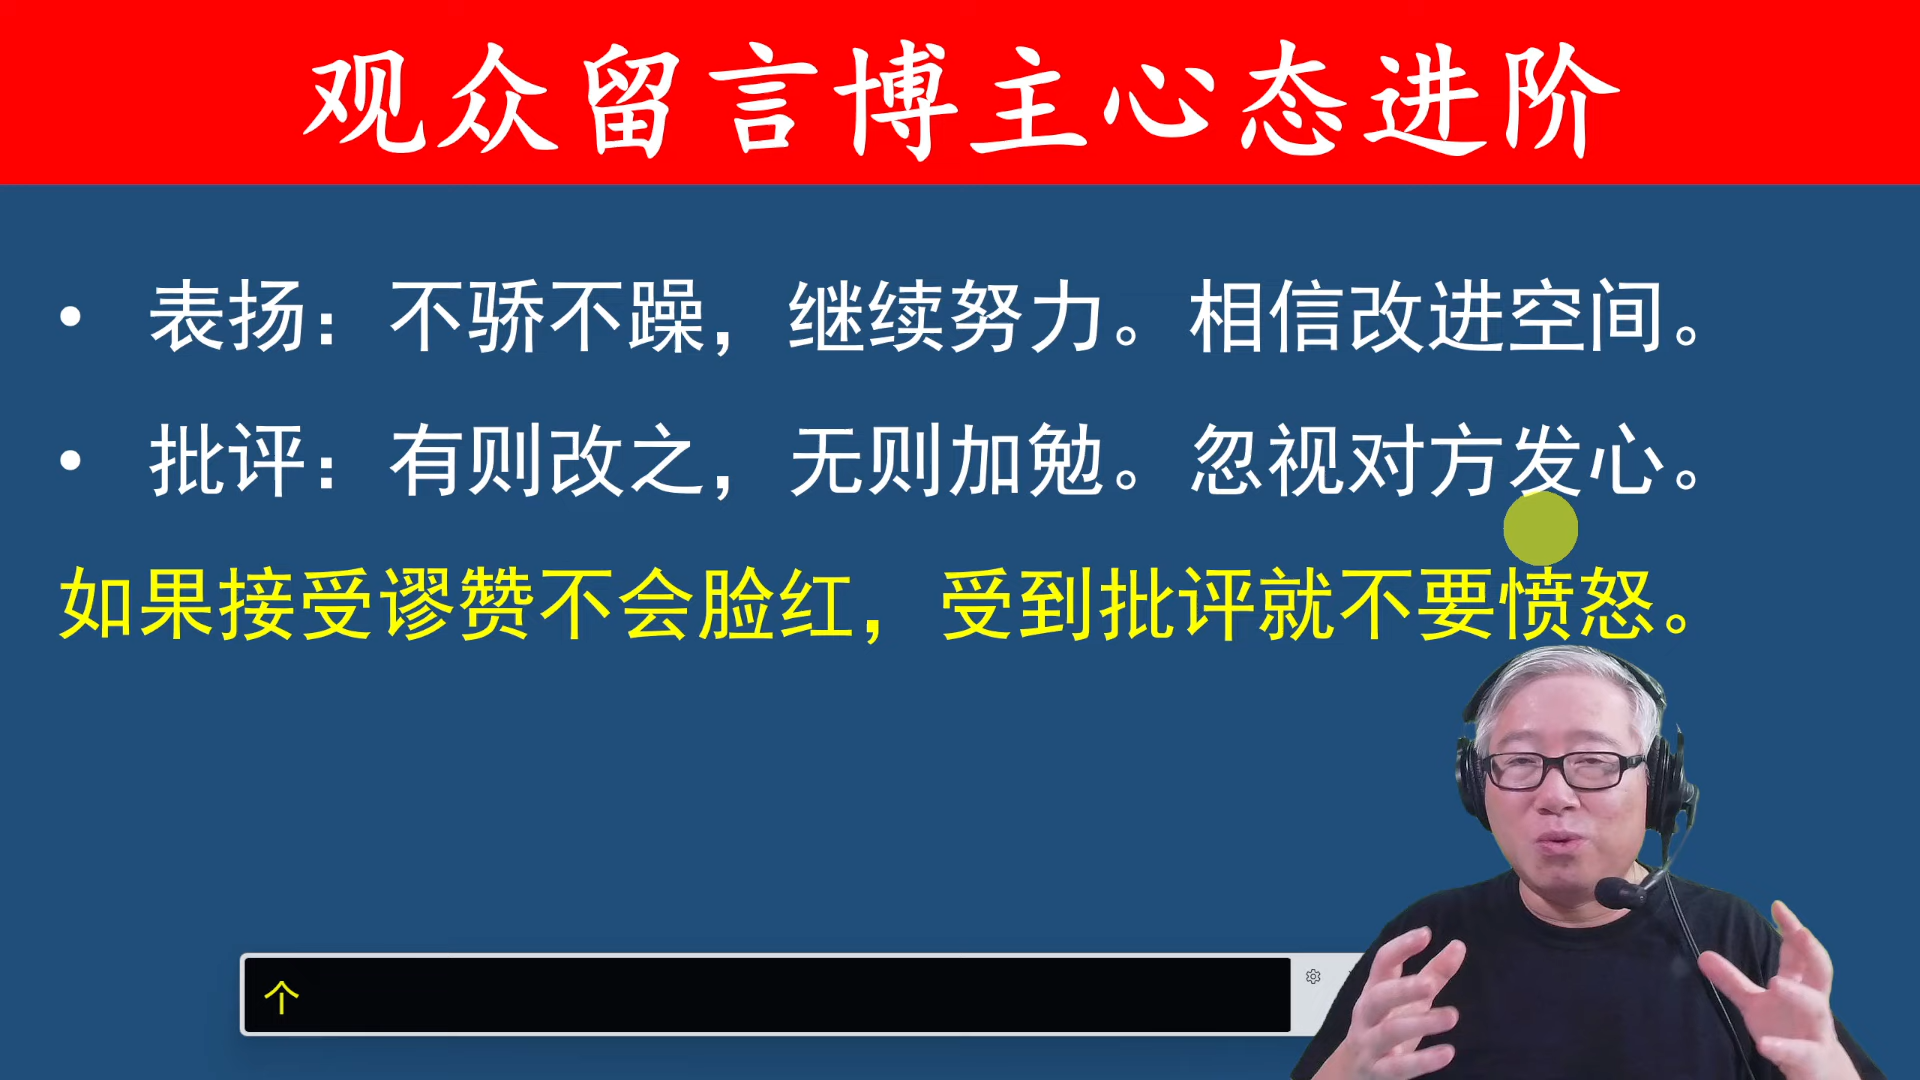 观众留言博主心态进阶
• 表扬：不骄不躁，继续努力。相信改进空间。
• 批评：有则改之，无则加勉。忽视对方发心。
如果接受谬赞不会脸红，受到批评就不要愤怒。
个